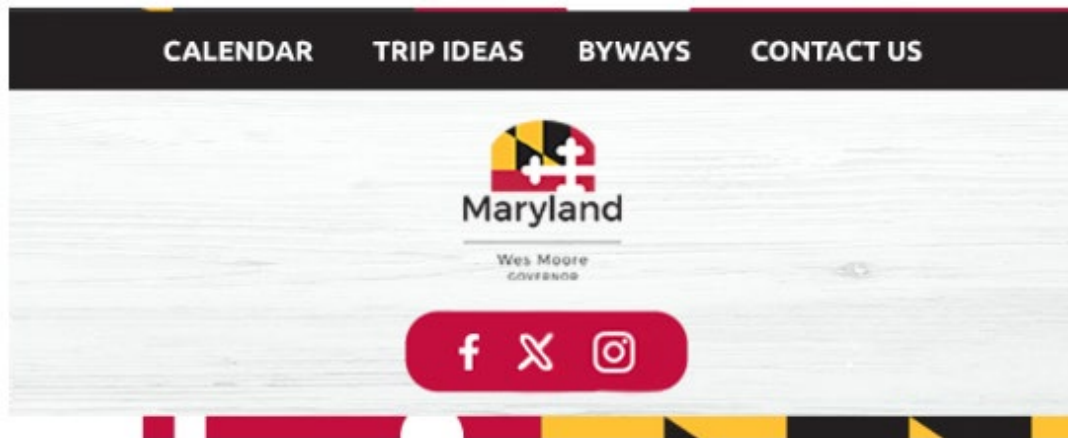 CALENDAR TRIP IDEAS BYWAYS CONTACT US
Maryland
Wes Moore
GOVERNOR